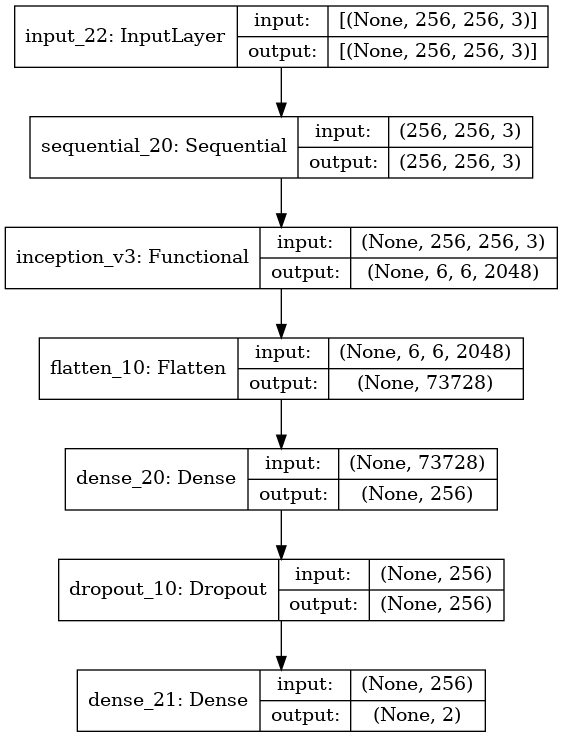 input_22: InputLayer
input:
[(None, 256, 256, 3)]
output:
[(None, 256, 256, 3)]
sequential_20: Sequential
input:
(256, 256, 3)
output:
(256, 256, 3)
inception_v3: Functional
input:
(None, 256, 256, 3)
output:
(None, 6, 6, 2048)
flatten_10: Flatten
input:
(None, 6, 6, 2048)
output:
(None, 73728)
dense_20: Dense
input:
(None, 73728)
output:
(None, 256)
dropout_10: Dropout
input:
(None, 256)
output:
(None, 256)
dense_21: Dense
input:
(None, 256)
output:
(None, 2)